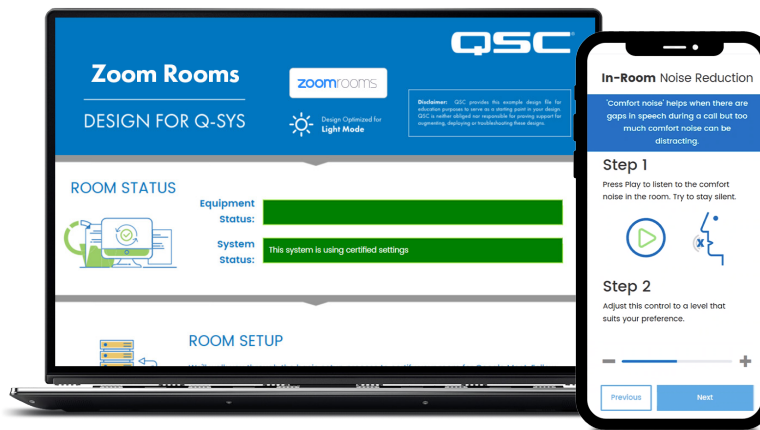 QSC
Zoom Rooms
DESIGN FOR Q-SYS
zoomrooms
Design Optimized for
Light Mode
Disclaimer: QSC provides this example design file for
education purposes to serve as a starting point in your design.
QSC is neither obliged nor responsible for proving support for
augmenting, deploying or troubleshooting these designs.
ROOM STATUS
Equipment
Status:
System
Status:
This system is using certified settings
ROOM SETUP
In-Room Noise Reduction
'Comfort noise' helps when there are
gaps in speech during a call but too
much comfort noise can be
distracting.
Step 1
Press Play to listen to the comfort
noise in the room. Try to stay silent.
X
Step 2
Adjust this control to a level that
suits your preference.
Previous
Next